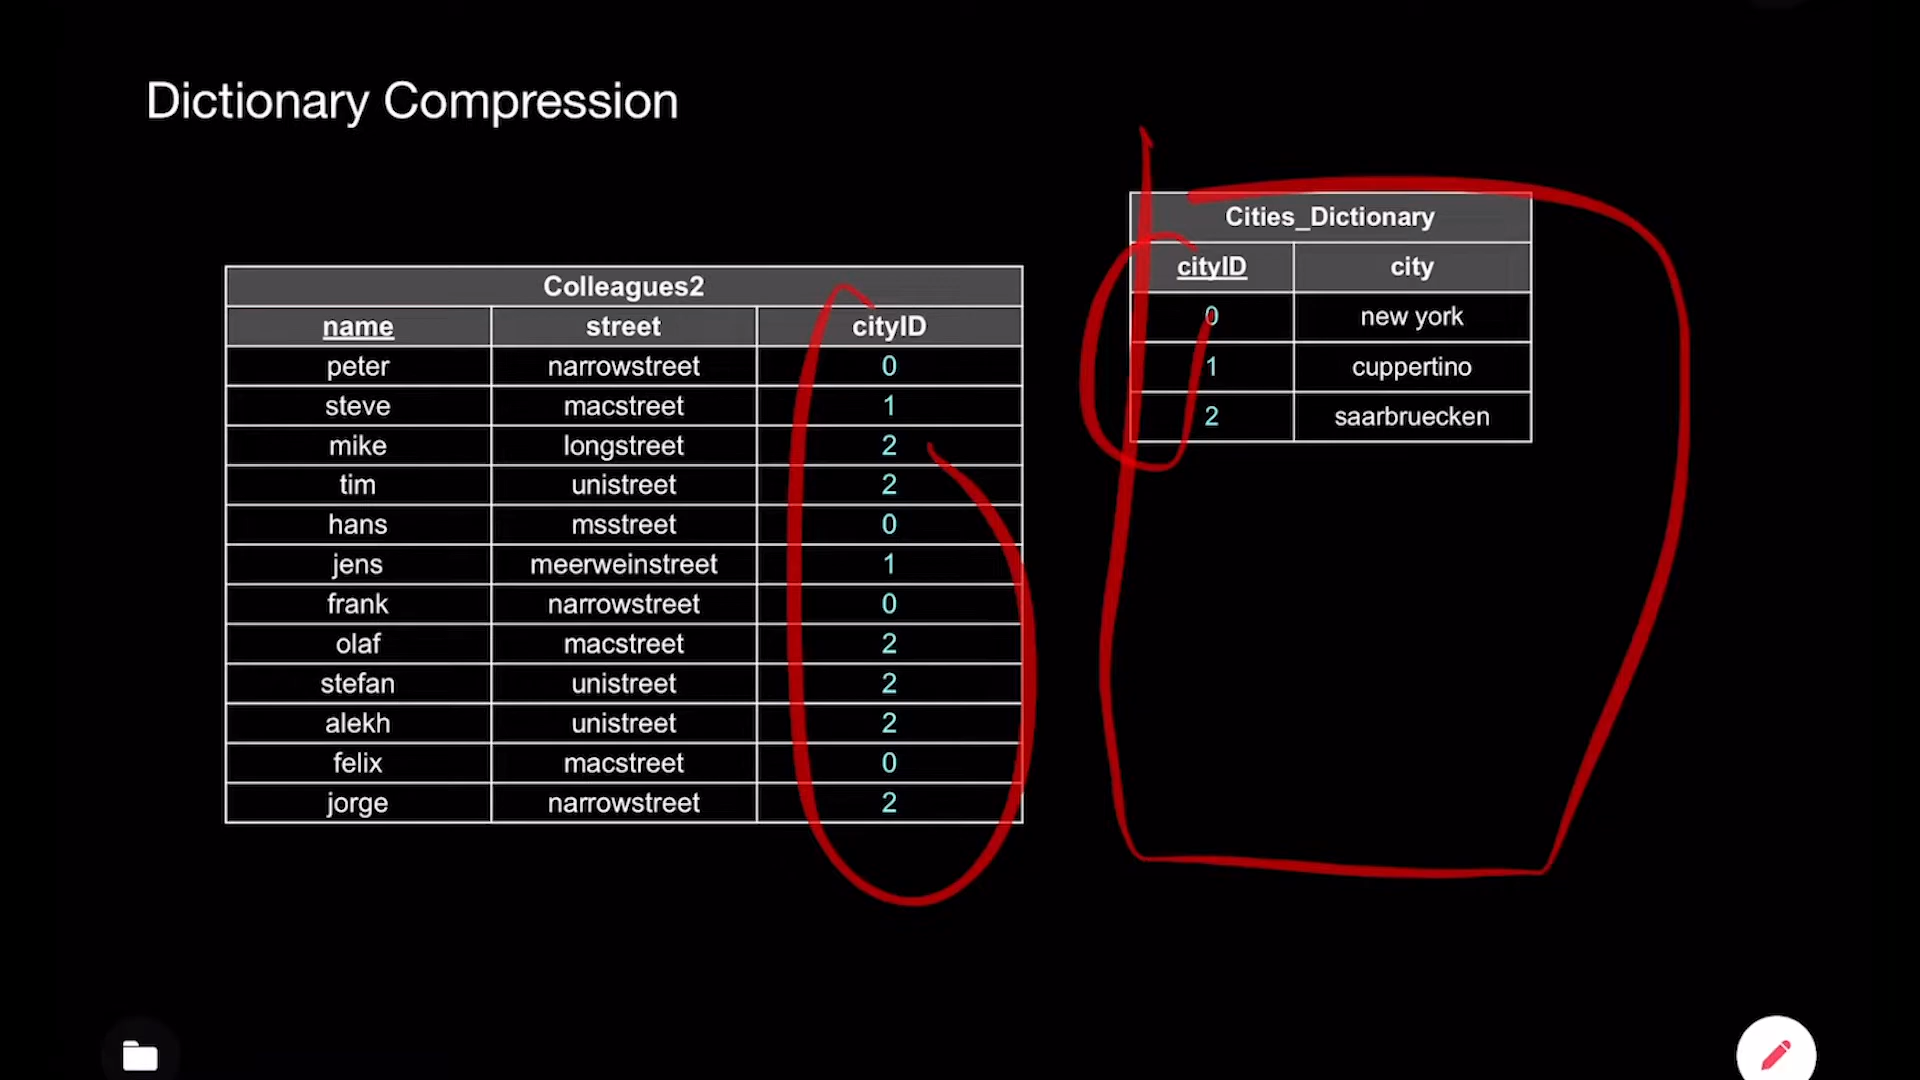 Dictionary Compression
Cities_Dictionary
cityID city
0 new york
1 cuppertino
2 saarbruecken
Colleagues2
name street cityID
peter narrowstreet 0
steve macstreet 1
mike longstreet 2
tim unistreet 2
hans msstreet 0
jens meerweinstreet 1
frank narrowstreet 0
olaf macstreet 2
stefan unistreet 2
alekh unistreet 2
felix macstreet 0
jorge narrowstreet 2